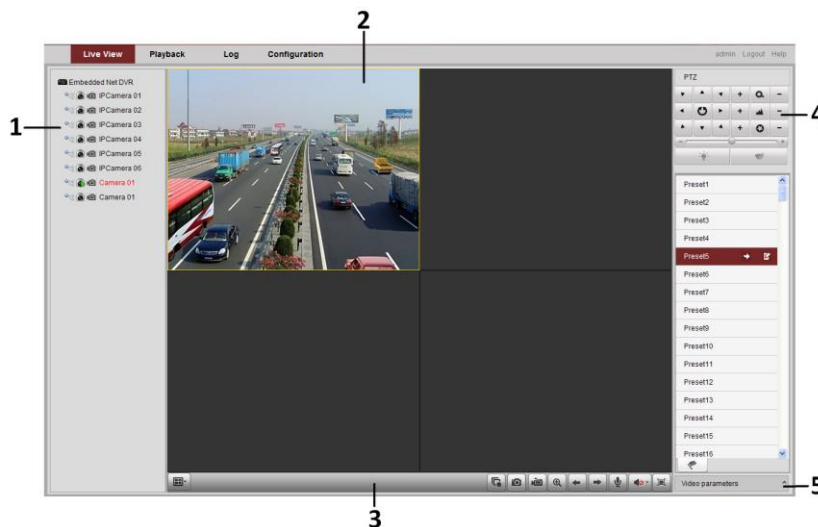 2
Live View Playback Log Configuration admin Logout Help
1
Embedded Net DVR
IPCamera 01
IPCamera 02
IPCamera 03
IPCamera 04
IPCamera 05
IPCamera 06
Camera 01
Camera 01
PTZ
4
Preset1
Preset2
Preset3
Preset4
Preset5
Preset6
Preset7
Preset8
Preset9
Preset10
Preset11
Preset12
Preset13
Preset14
Preset15
Preset16
Video parameters
5
3